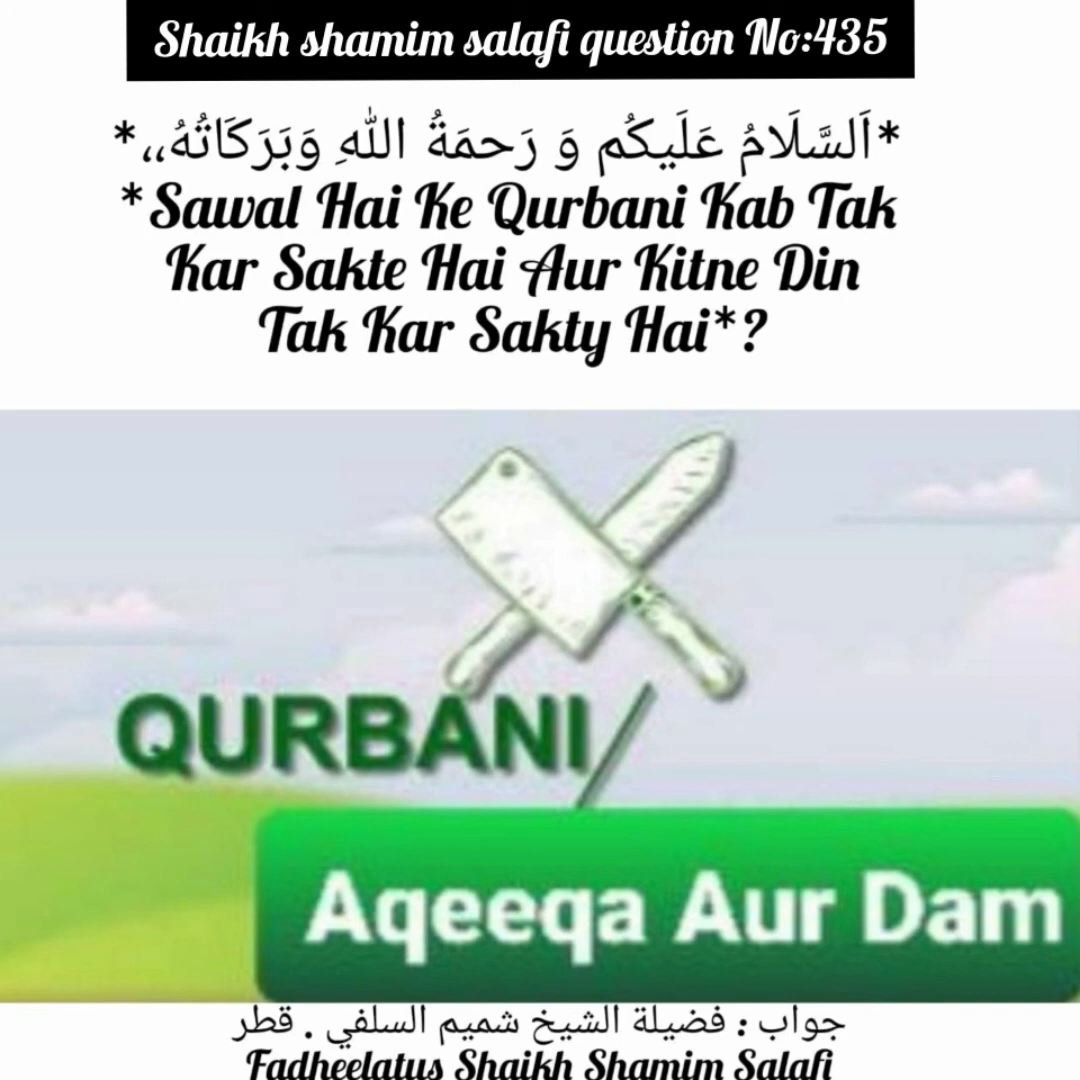 Shaikh shamim salafi question No:435
*اَلسَّلَامُ عَلَيكُم وَ رَحمَةُ اللهِ وَبَرَكَاتُهُ،،*
*Sawal Hai Ke Qurbani Kab Tak
Kar Sakte Hai Aur Kitne Din
Tak Kar Sakty Hai*?
QURBANI/
Aqeeqa Aur Dam
جواب : فضيلة الشيخ شميم السلفي . قطر
Fadheelatus Shaikh Shamim Salafi